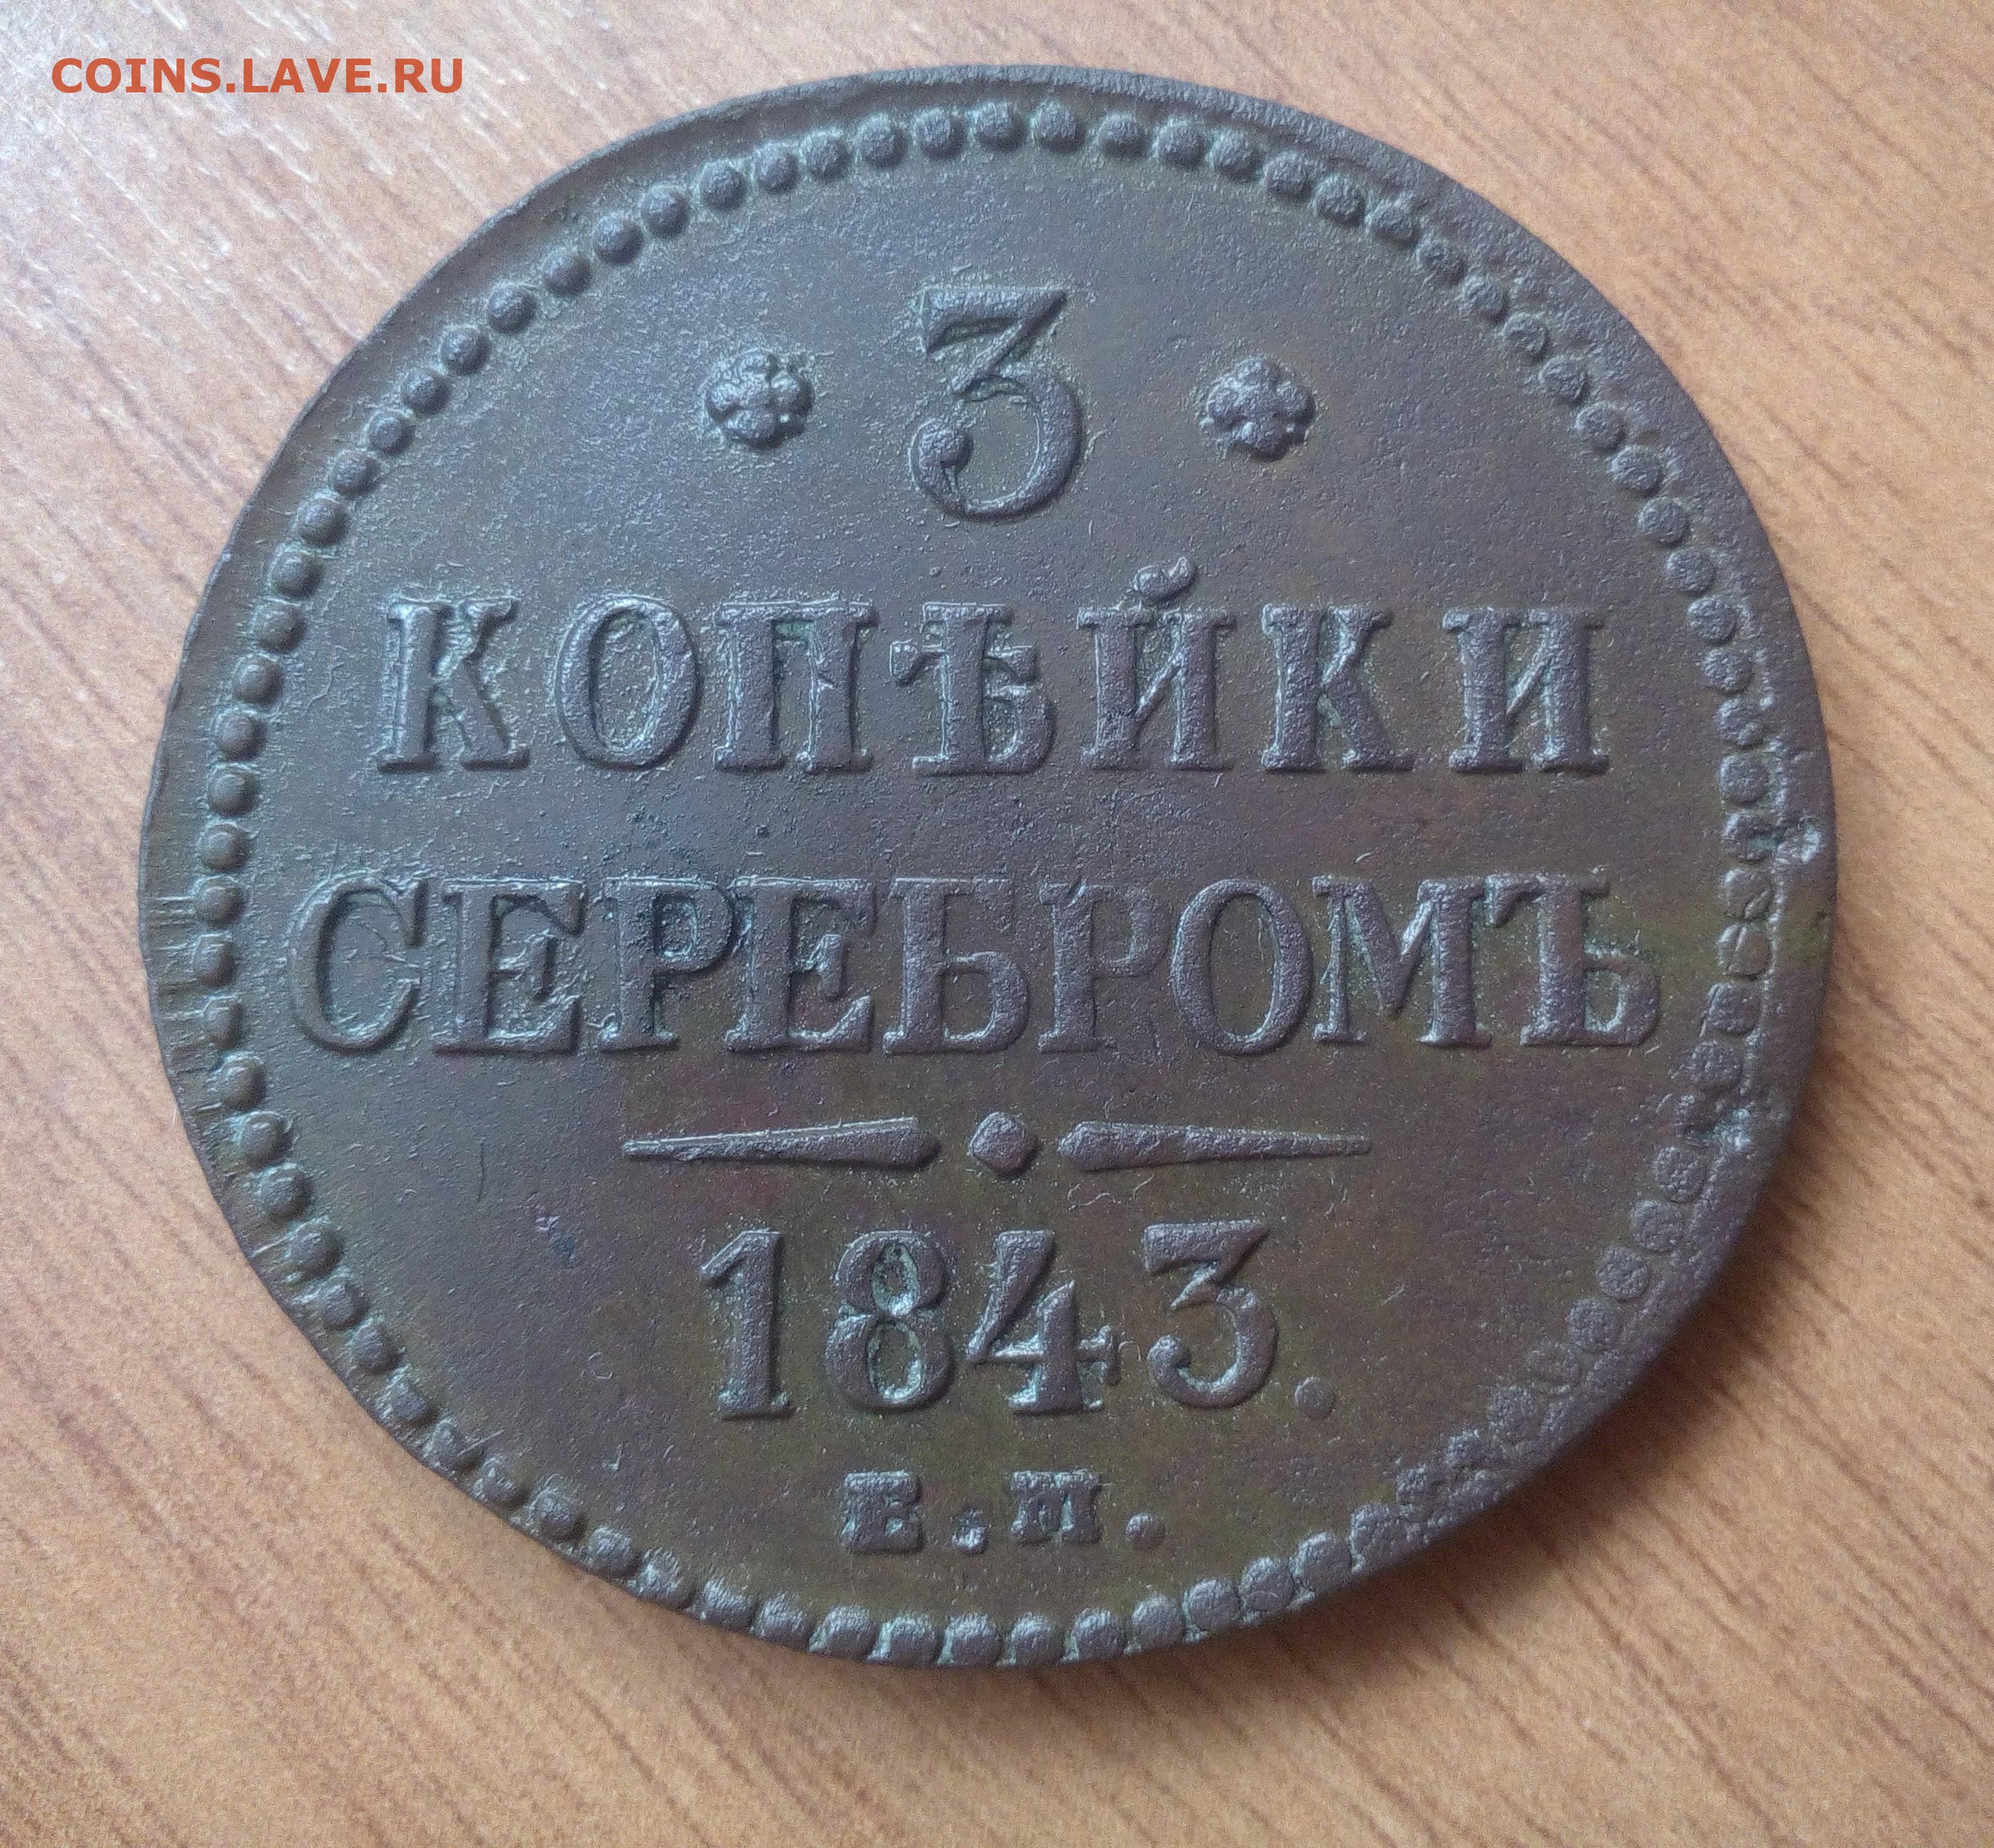 COINS.LAVE.RU
3
КОПѢЙКИ
СЕРЕБРОМЪ
1843.
Е.М.